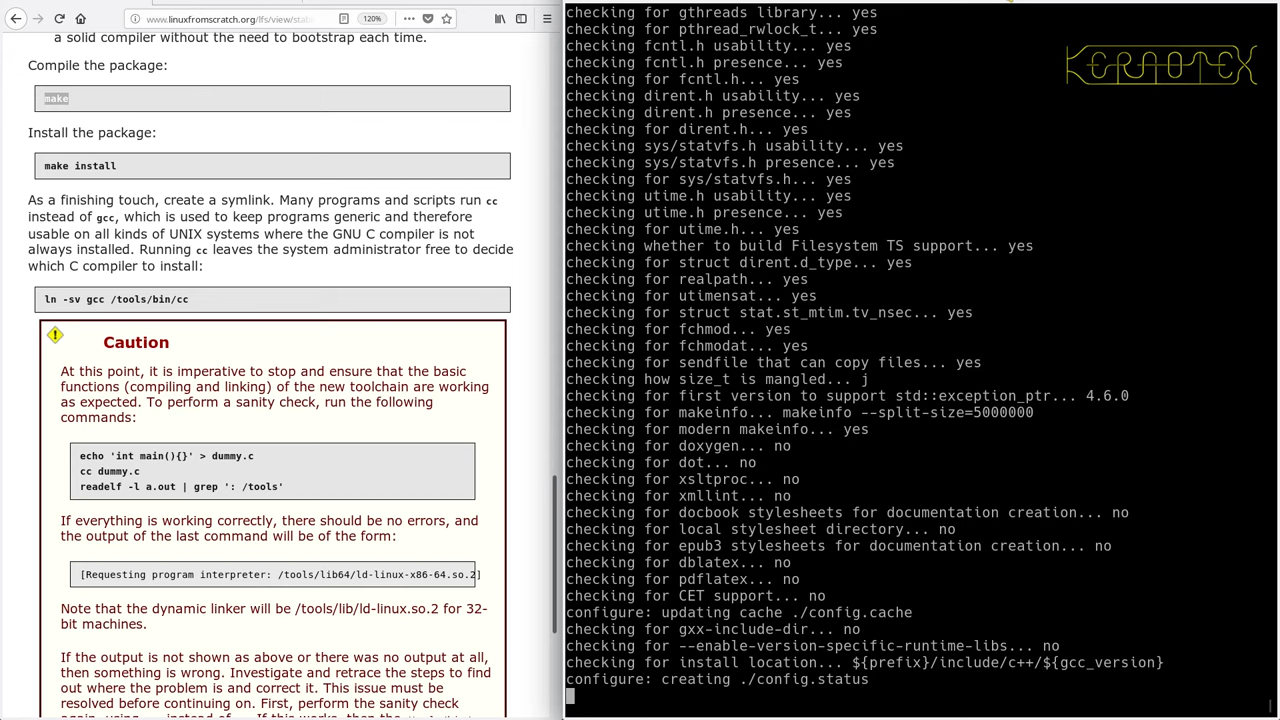 www.linuxfromscratch.org/lfs/view/stab
120%
a solid compiler without the need to bootstrap each time.
Compile the package:
make
Install the package:
make install
As a finishing touch, create a symlink. Many programs and scripts run cc
instead of gcc, which is used to keep programs generic and therefore
usable on all kinds of UNIX systems where the GNU C compiler is not
always installed. Running cc leaves the system administrator free to decide
which C compiler to install:
ln -sv gcc /tools/bin/cc
Caution
At this point, it is imperative to stop and ensure that the basic
functions (compiling and linking) of the new toolchain are working
as expected. To perform a sanity check, run the following
commands:
echo 'int main(){}' > dummy.c
cc dummy.c
readelf -l a.out | grep ': /tools'
If everything is working correctly, there should be no errors, and
the output of the last command will be of the form:
[Requesting program interpreter: /tools/lib64/ld-linux-x86-64.so.2]
Note that the dynamic linker will be /tools/lib/ld-linux.so.2 for 32-
bit machines.
If the output is not shown as above or there was no output at all,
then something is wrong. Investigate and retrace the steps to find
out where the problem is and correct it. This issue must be
resolved before continuing on. First, perform the sanity check
checking for gthreads library... yes
checking for pthread_rwlock_t... yes
checking fcntl.h usability... yes
checking fcntl.h presence... yes
checking for fcntl.h... yes
checking dirent.h usability... yes
checking dirent.h presence... yes
checking for dirent.h... yes
checking sys/statvfs.h usability... yes
checking sys/statvfs.h presence... yes
checking for sys/statvfs.h... yes
checking utime.h usability... yes
checking utime.h presence... yes
checking for utime.h... yes
checking whether to build Filesystem TS support... yes
checking for struct dirent.d_type... yes
checking for realpath... yes
checking for utimensat... yes
checking for struct stat.st_mtim.tv_nsec... yes
checking for fchmod... yes
checking for fchmodat... yes
checking for sendfile that can copy files... yes
checking how size_t is mangled... j
checking for first version to support std::exception_ptr... 4.6.0
checking for makeinfo... makeinfo --split-size=5000000
checking for modern makeinfo... yes
checking for doxygen... no
checking for dot... no
checking for xsltproc... no
checking for xmllint... no
checking for docbook stylesheets for documentation creation... no
checking for local stylesheet directory... no
checking for epub3 stylesheets for documentation creation... no
checking for dblatex... no
checking for pdflatex... no
checking for CET support... no
configure: updating cache ./config.cache
checking for gxx-include-dir... no
checking for --enable-version-specific-runtime-libs... no
checking for install location... ${prefix}/include/c++/${gcc_version}
configure: creating ./config.status